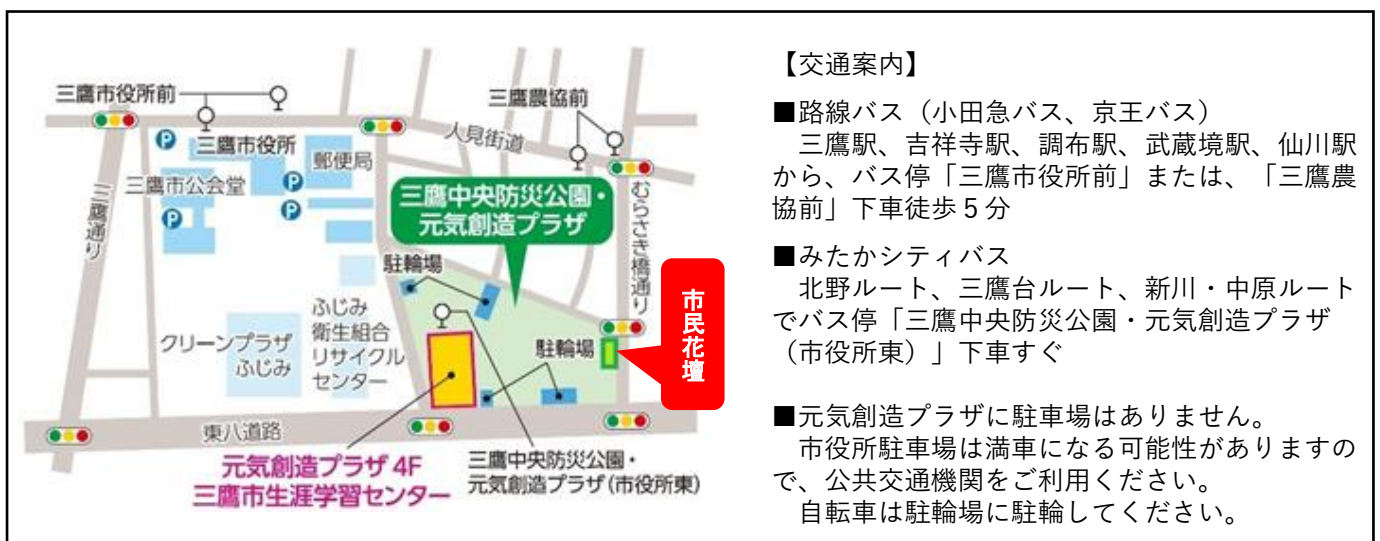 三鷹市役所前
三鷹農協前
人見街道
P
三鷹市役所
郵便局
三鷹市公会堂
P
P
P
三鷹通り
三鷹中央防災公園・
元気創造プラザ
むらさき橋通り
駐輪場
市民花壇
ふじみ
衛生組合
リサイクル
センター
クリーンプラザ
ふじみ
駐輪場
東八道路
元気創造プラザ 4F
三鷹市生涯学習センター
三鷹中央防災公園・
元気創造プラザ(市役所東)
【交通案内】
■路線バス（小田急バス、京王バス）
三鷹駅、吉祥寺駅、調布駅、武蔵境駅、仙川駅
から、バス停「三鷹市役所前」または、「三鷹農
協前」下車徒歩５分
■みたかシティバス
北野ルート、三鷹台ルート、新川・中原ルート
でバス停「三鷹中央防災公園・元気創造プラザ
（市役所東）」下車すぐ
■元気創造プラザに駐車場はありません。
市役所駐車場は満車になる可能性がありますの
で、公共交通機関をご利用ください。
自転車は駐輪場に駐輪してください。